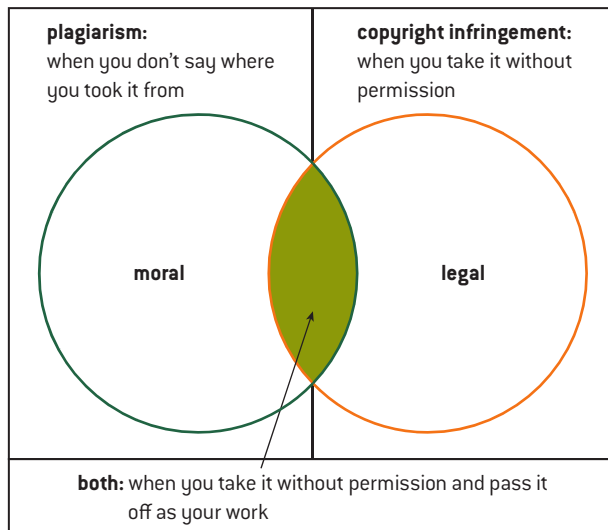 plagiarism:
when you don't say where
you took it from
copyright infringement:
when you take it without
permission
moral
legal
both: when you take it without permission and pass it
off as your work